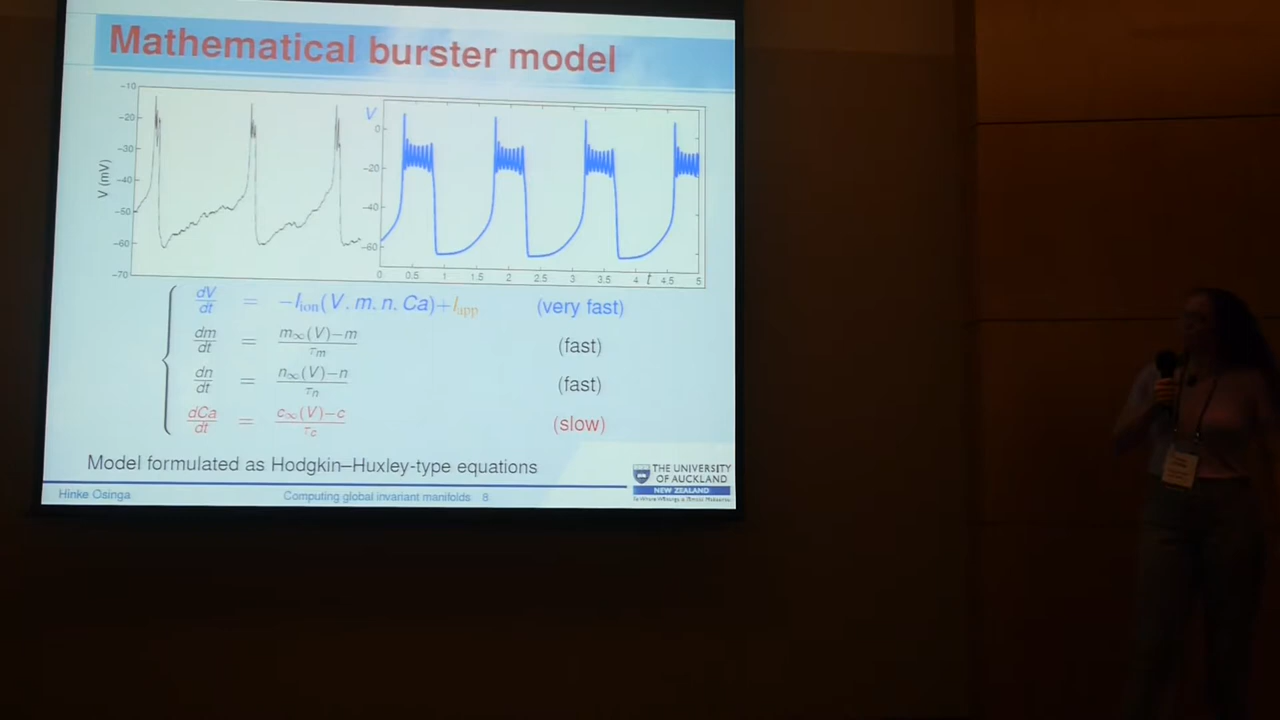 Mathematical burster model
V (mV)
−10
−20
−30
−40
−50
−60
−70
V
0
−20
−40
−60
0 0.5 1 1.5 2 2.5 3 3.5 4 t 4.5 5
dV/dt = −I_ion(V, m, n, Ca)+I_app (very fast)
dm/dt = m∞(V)−m/τ_m (fast)
dn/dt = n∞(V)−n/τ_n (fast)
dCa/dt = c∞(V)−c/τ_c (slow)
Model formulated as Hodgkin–Huxley-type equations
THE UNIVERSITY
OF AUCKLAND
NEW ZEALAND
Hinke Osinga Computing global invariant manifolds 8